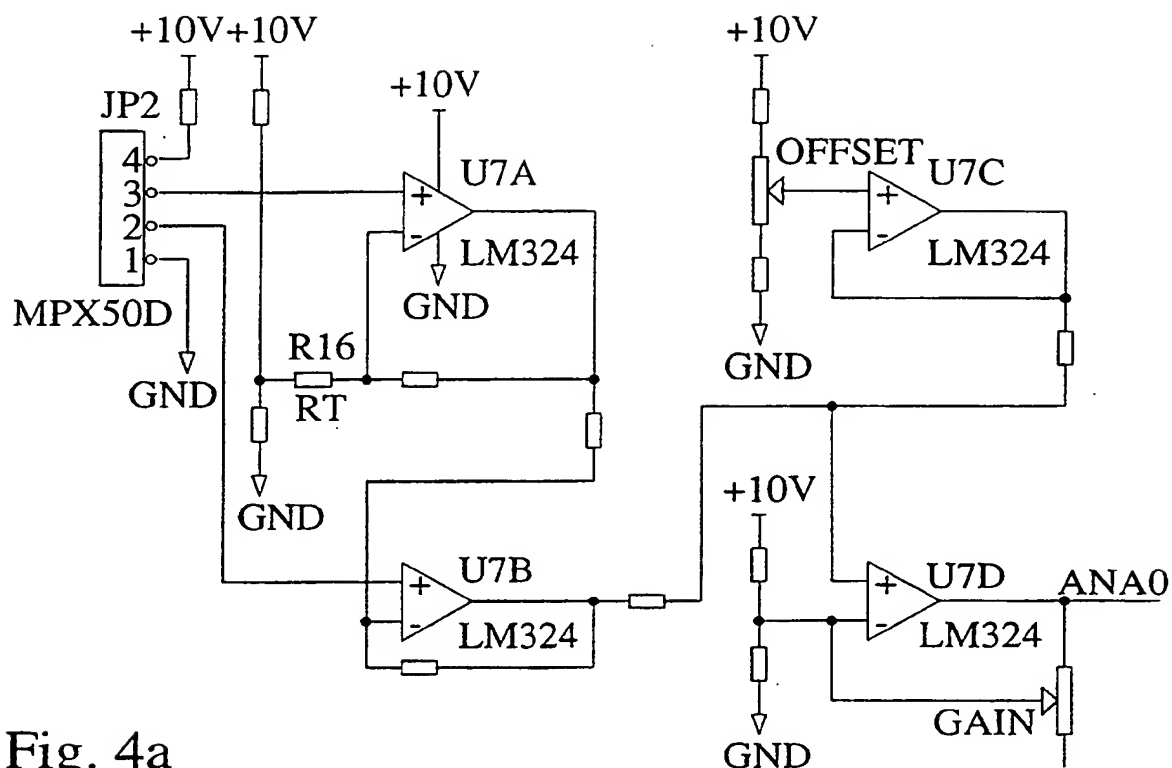 +10V +10V
+10V
+10V
JP2
4
3
2
1
MPX50D
GND
+
-
U7A
LM324
GND
R16
RT
GND
OFFSET
+
-
U7C
LM324
GND
+
-
U7B
LM324
+10V
+
-
U7D
LM324
ANA0
GAIN
GND
Fig. 4a